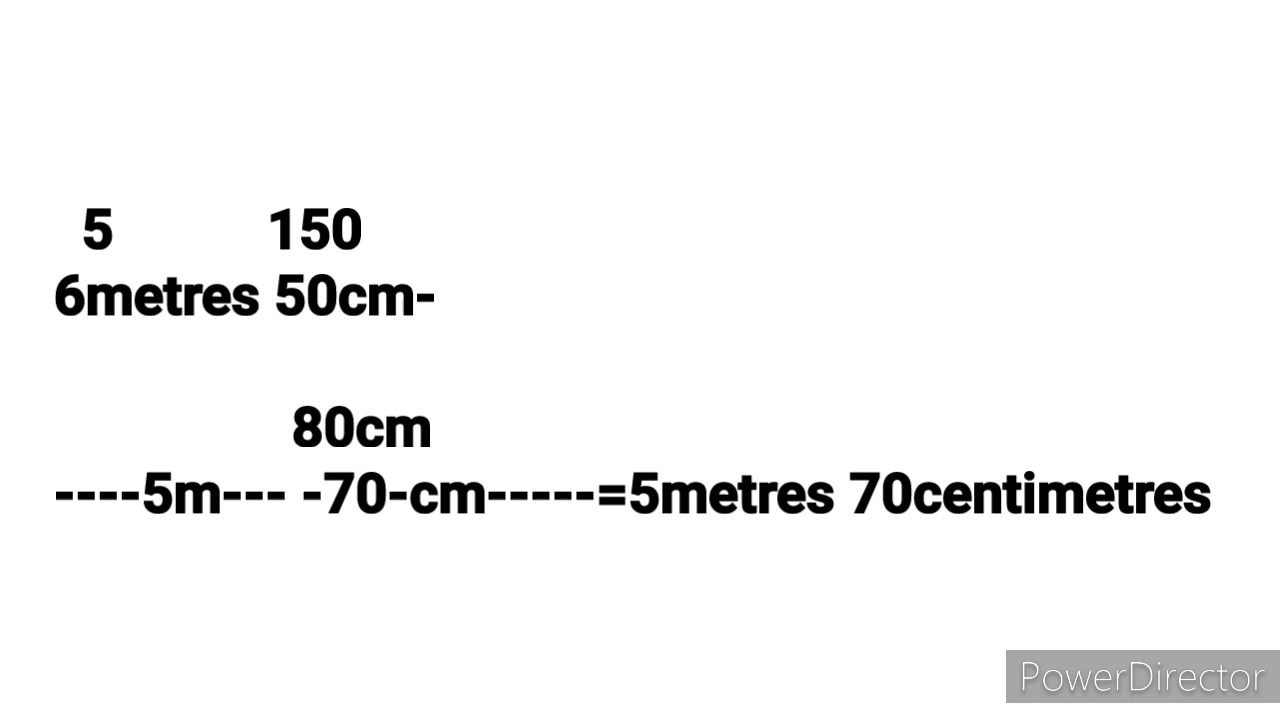 5 150
6metres 50cm-
80cm
----5m--- -70-cm-----=5metres 70centimetres
PowerDirector